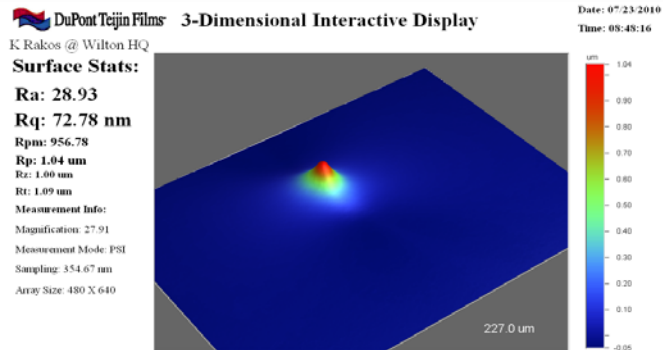 DuPont Teijin Films
3-Dimensional Interactive Display
Date: 07/23/2010
Time: 08:48:16
K Rakos @ Wilton HQ
Surface Stats:
Ra: 28.93
Rq: 72.78 nm
Rpm: 956.78
Rp: 1.04 um
Rz: 1.00 um
Rt: 1.09 um
Measurement Info:
Magnification: 27.91
Measurement Mode: PSI
Sampling: 354.67 nm
Array Size: 480 X 640
227.0 um
um
1.04
0.90
0.80
0.70
0.60
0.50
0.40
0.30
0.20
0.10
-0.05